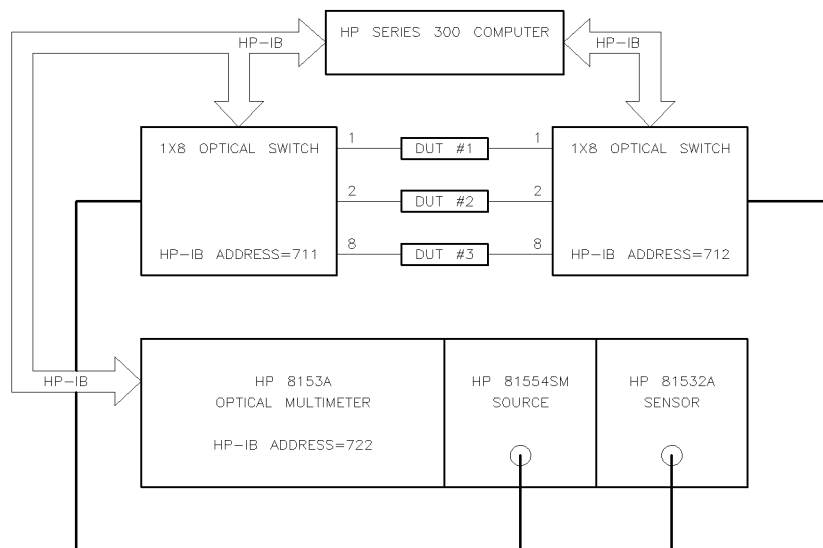 HP SERIES 300 COMPUTER
HP-IB
HP-IB
1X8 OPTICAL SWITCH
HP-IB ADDRESS=711
1
2
8
DUT #1
DUT #2
DUT #3
1
2
8
1X8 OPTICAL SWITCH
HP-IB ADDRESS=712
HP-IB
HP 8153A
OPTICAL MULTIMETER
HP-IB ADDRESS=722
HP 81554SM
SOURCE
HP 81532A
SENSOR